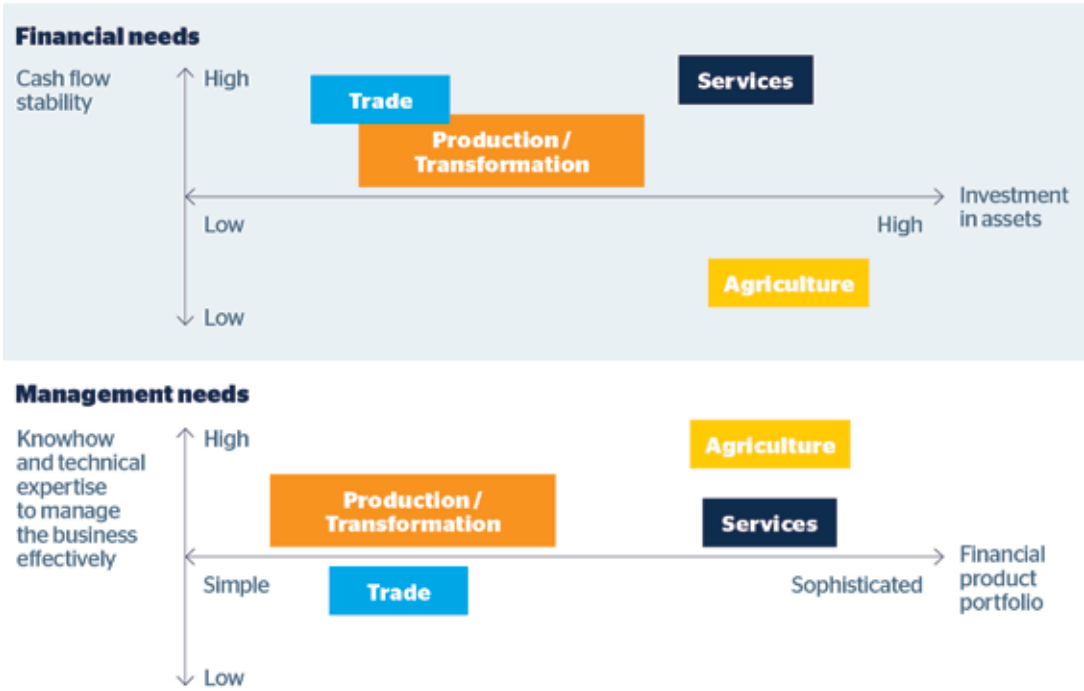 Financial needs
Cash flow
stability
High
Trade
Services
Production /
Transformation
Low
High
Investment
in assets
Agriculture
Low
Management needs
Knowhow
and technical
expertise
to manage
the business
effectively
High
Agriculture
Production /
Transformation
Services
Simple
Trade
Sophisticated
Financial
product
portfolio
Low